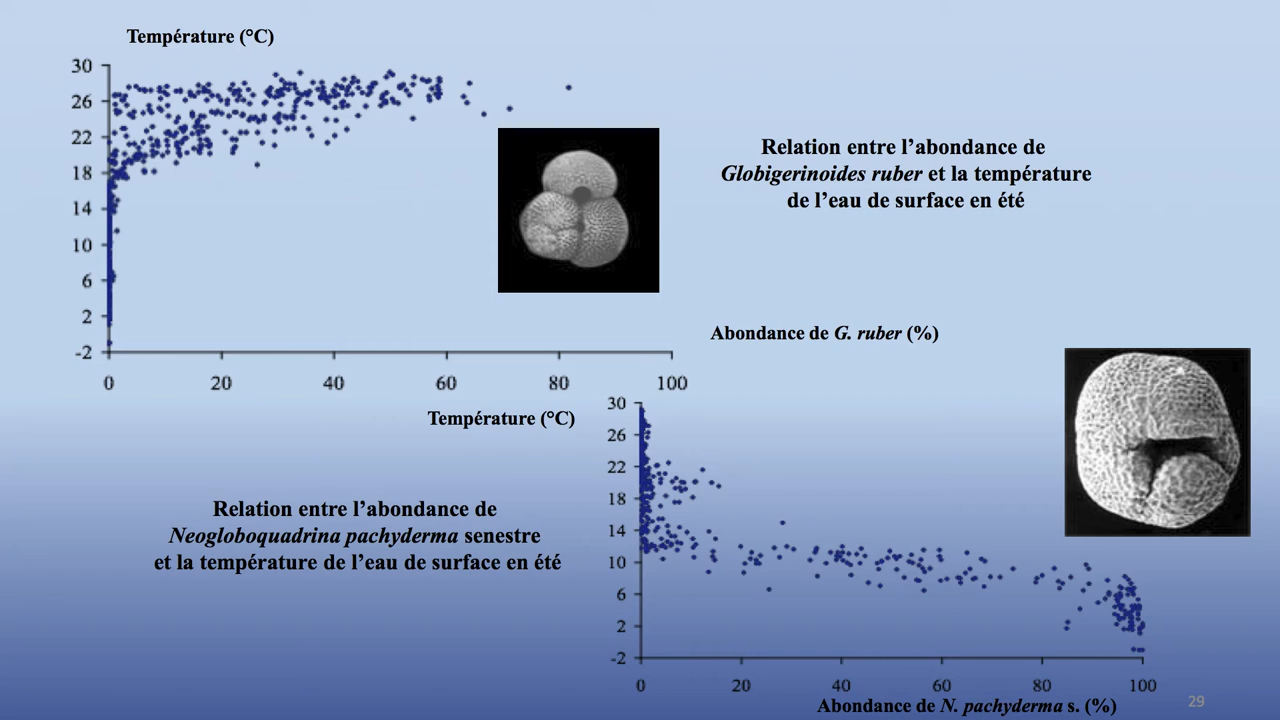 Température (°C)
30
26
22
18
14
10
6
2
-2
0 20 40 60 80 100
Relation entre l’abondance de
Globigerinoides ruber et la température
de l’eau de surface en été
Abondance de G. ruber (%)
Température (°C)
30
26
22
18
14
10
6
2
-2
0 20 40 60 80 100
Relation entre l’abondance de
Neogloboquadrina pachyderma senestre
et la température de l’eau de surface en été
Abondance de N. pachyderma s. (%)
29